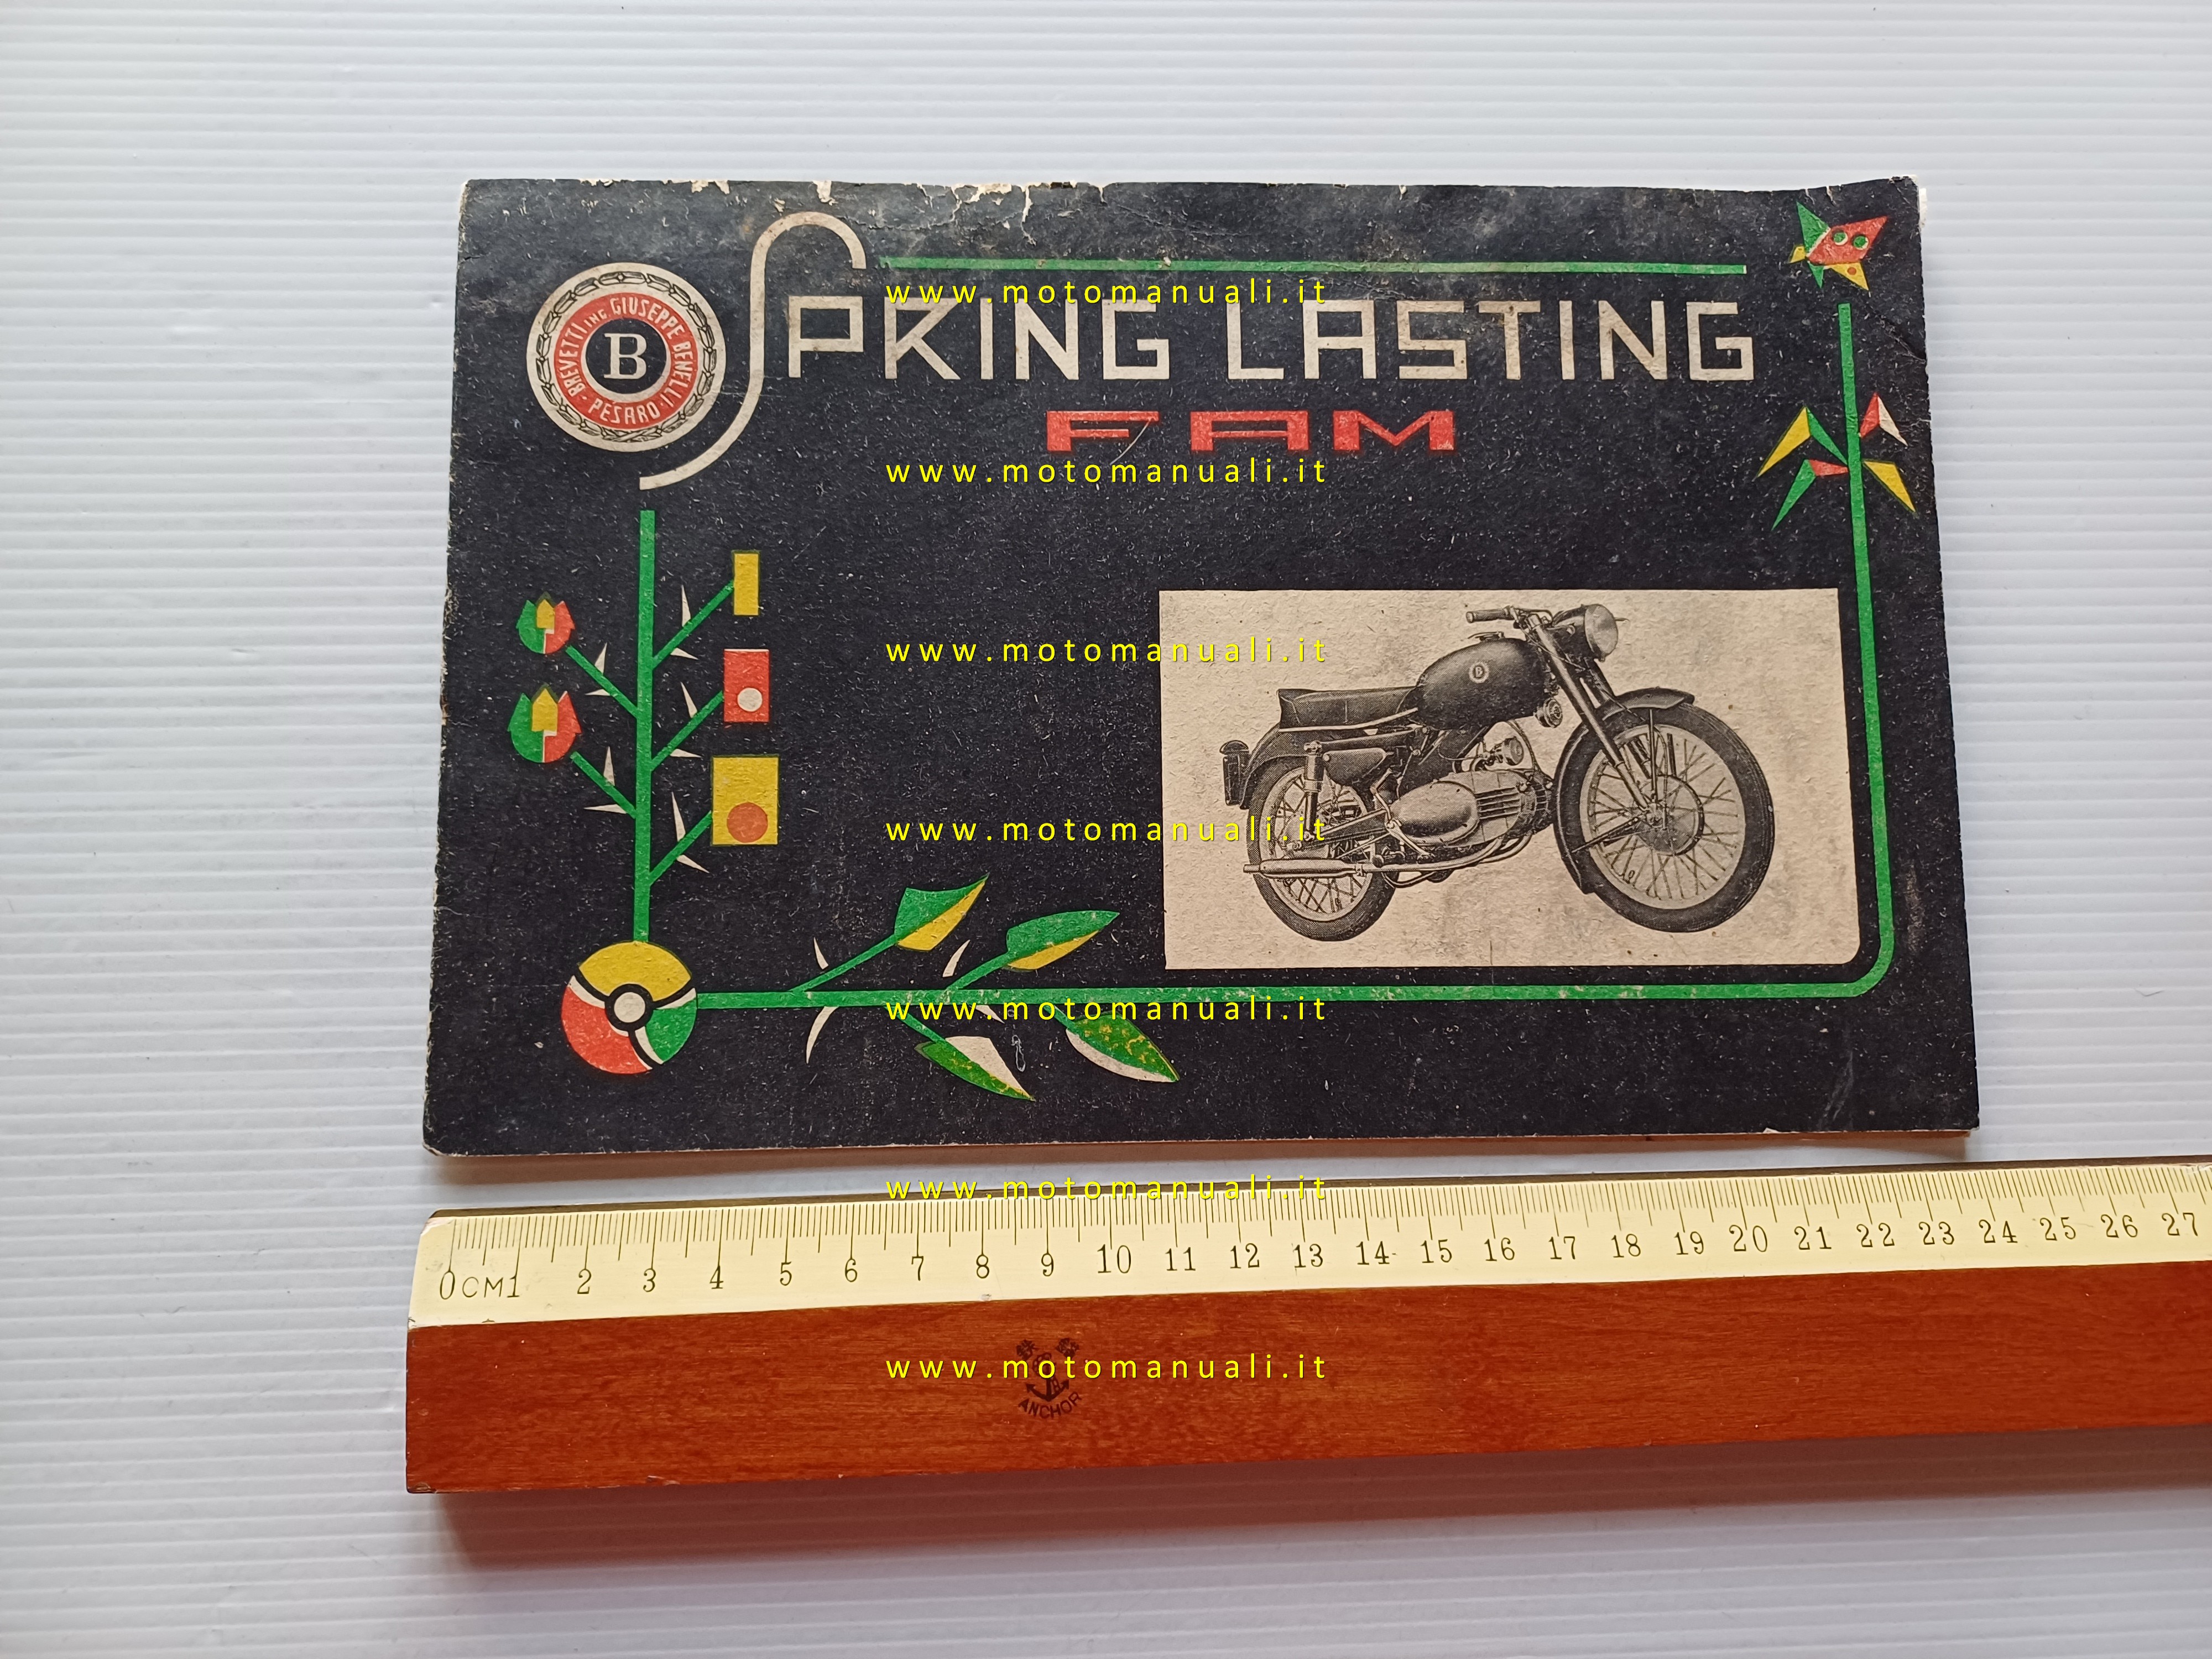 SPRING LASTING
FAM
BREVETTI ING. GIUSEPPE BENELLI - PESARO -
B
B
www.motomanuali.it
www.motomanuali.it
www.motomanuali.it
www.motomanuali.it
www.motomanuali.it
www.motomanuali.it
www.motomanuali.it
0CM1 2 3 4 5 6 7 8 9 10 11 12 13 14 15 16 17 18 19 20 21 22 23 24 25 26 27
ANCHOR